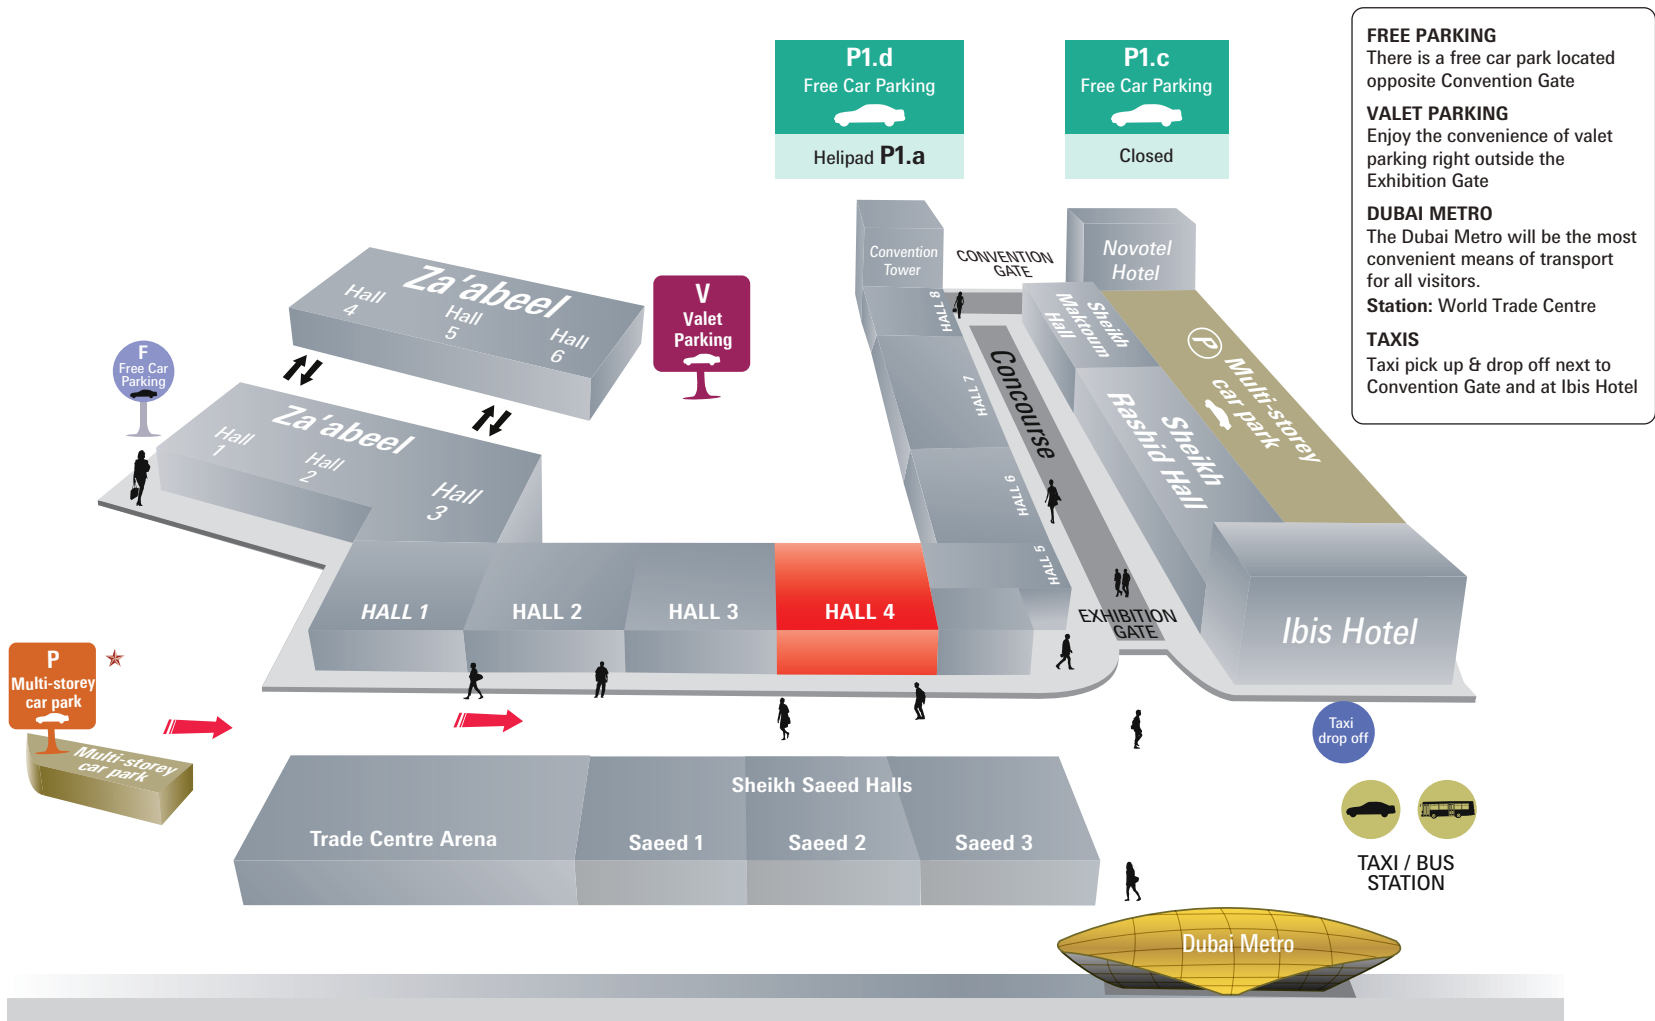 P1.d
Free Car Parking
Helipad P1.a
P1.c
Free Car Parking
Closed
FREE PARKING
There is a free car park located
opposite Convention Gate
VALET PARKING
Enjoy the convenience of valet
parking right outside the
Exhibition Gate
DUBAI METRO
The Dubai Metro will be the most
convenient means of transport
for all visitors.
Station: World Trade Centre
TAXIS
Taxi pick up & drop off next to
Convention Gate and at Ibis Hotel
Za'abeel
Hall
4
Hall
5
Hall
6
V
Valet
Parking
F
Free Car
Parking
Za'abeel
Hall
1
Hall
2
Hall
3
Convention
Tower
CONVENTION
GATE
Novotel
Hotel
HALL 8
HALL 7
HALL 6
HALL 5
Concourse
Sheikh
Maktoum
Hall
Sheikh
Rashid Hall
P
Multi-storey
car park
EXHIBITION
GATE
Ibis Hotel
HALL 1
HALL 2
HALL 3
HALL 4
P
Multi-storey
car park
Multi-storey
car park
Taxi
drop off
TAXI / BUS
STATION
Trade Centre Arena
Sheikh Saeed Halls
Saeed 1
Saeed 2
Saeed 3
Dubai Metro